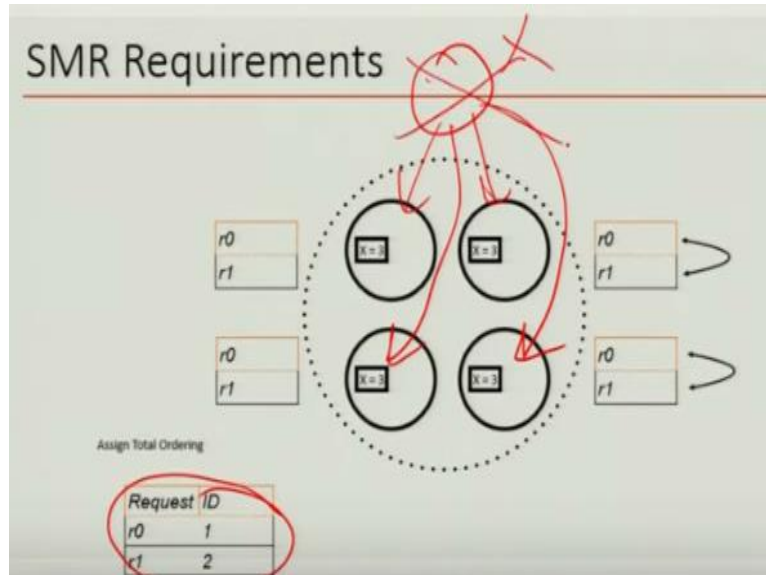 SMR Requirements
r0
r1
X = 3
X = 3
r0
r1
r0
r1
X = 3
X = 3
r0
r1
Assign Total Ordering
Request ID
r0 1
r1 2